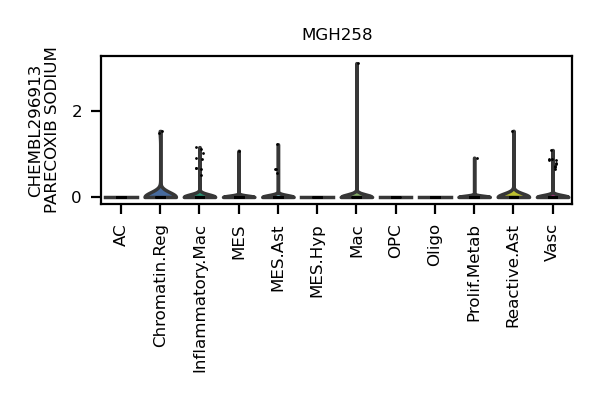 MGH258
CHEMBL296913
PARECOXIB SODIUM
2
0
AC
Chromatin.Reg
Inflammatory.Mac
MES
MES.Ast
MES.Hyp
Mac
OPC
Oligo
Prolif.Metab
Reactive.Ast
Vasc